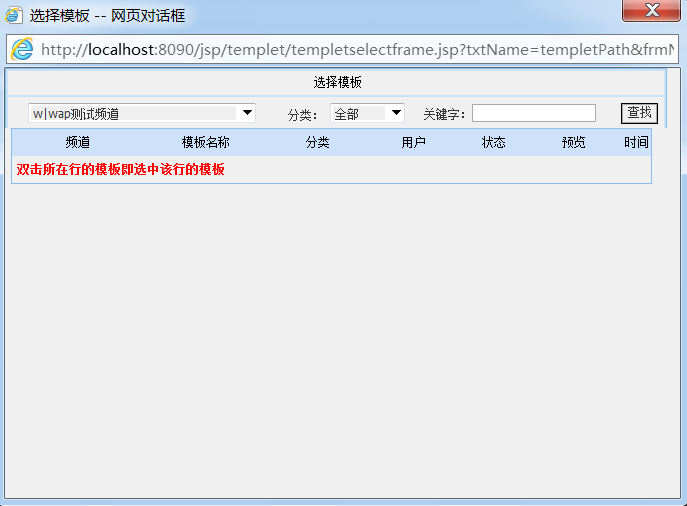 选择模板 -- 网页对话框
http://localhost:8090/jsp/templet/templetselectframe.jsp?txtName=templetPath&frmN
选择模板
w|wap测试频道 分类: 全部 关键字: 查找
频道 模板名称 分类 用户 状态 预览 时间
双击所在行的模板即选中该行的模板